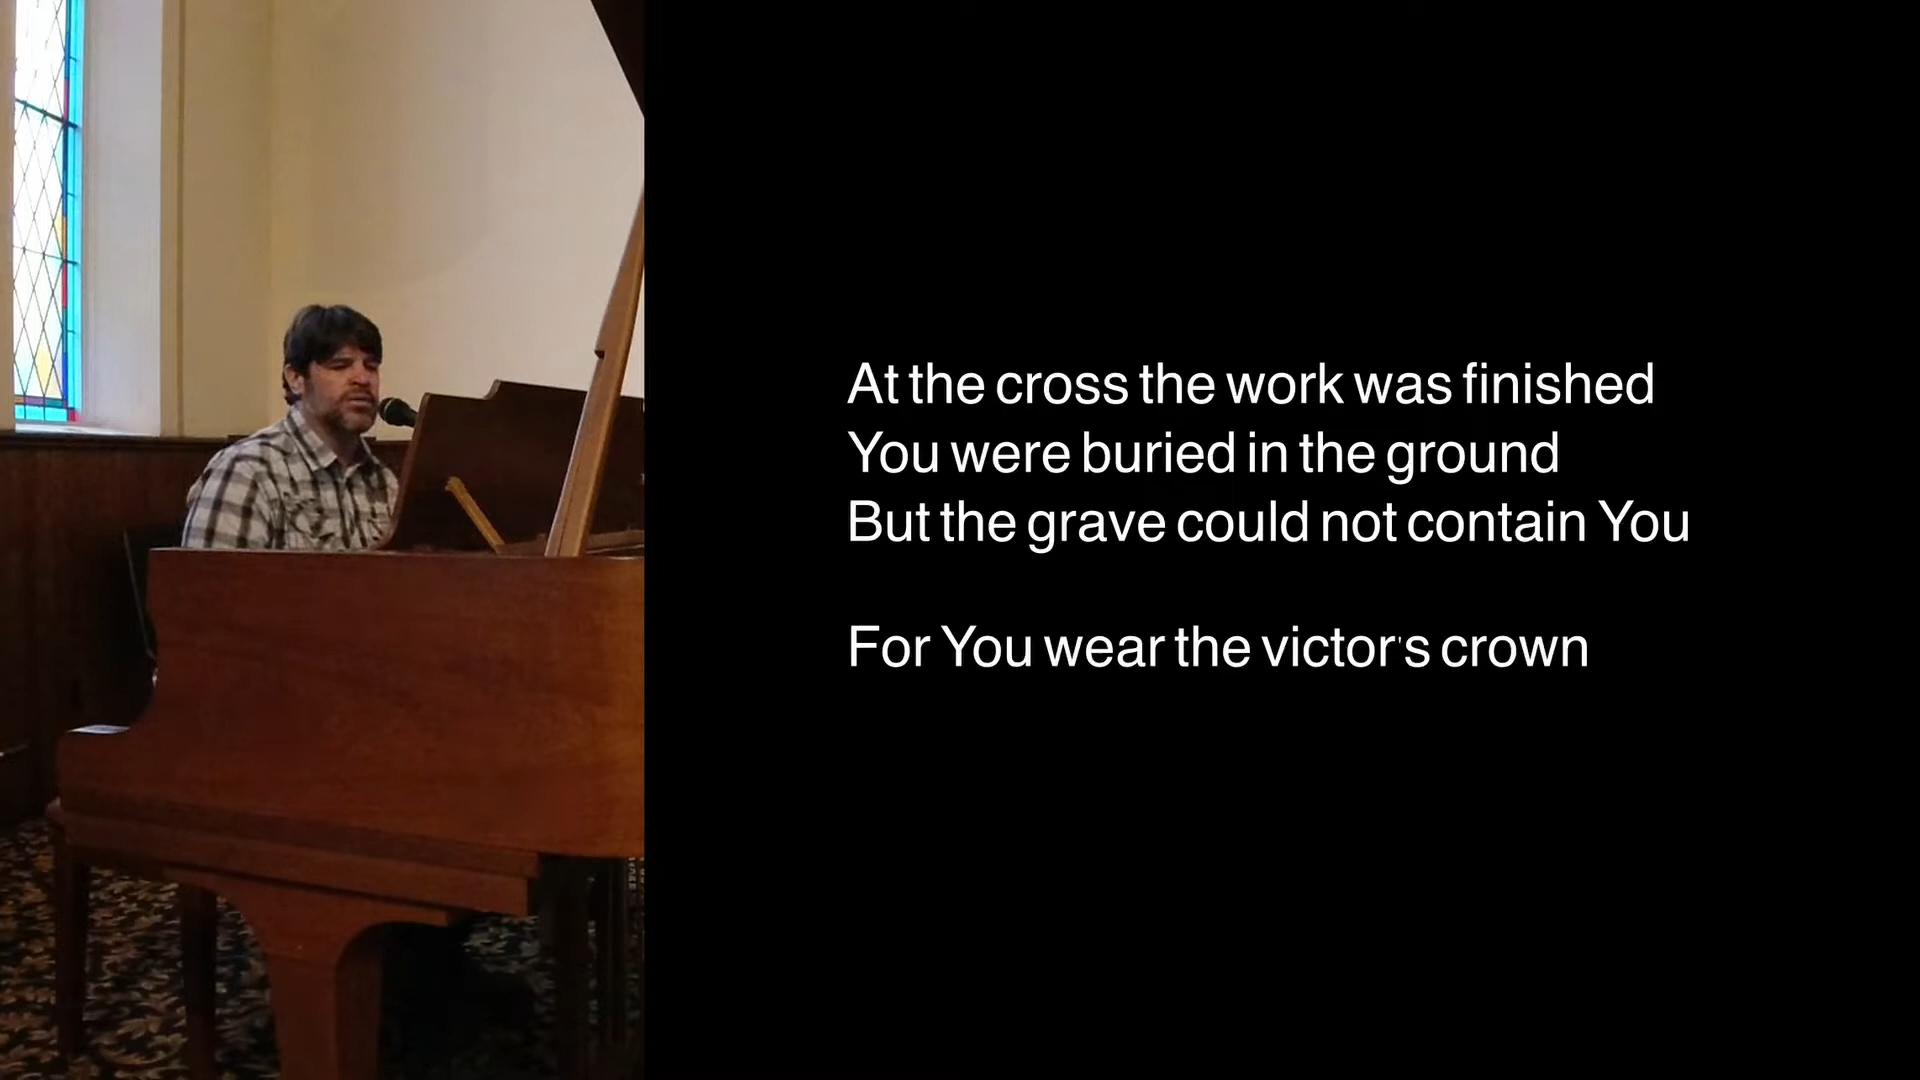 At the cross the work was finished
You were buried in the ground
But the grave could not contain You
For You wear the victor's crown